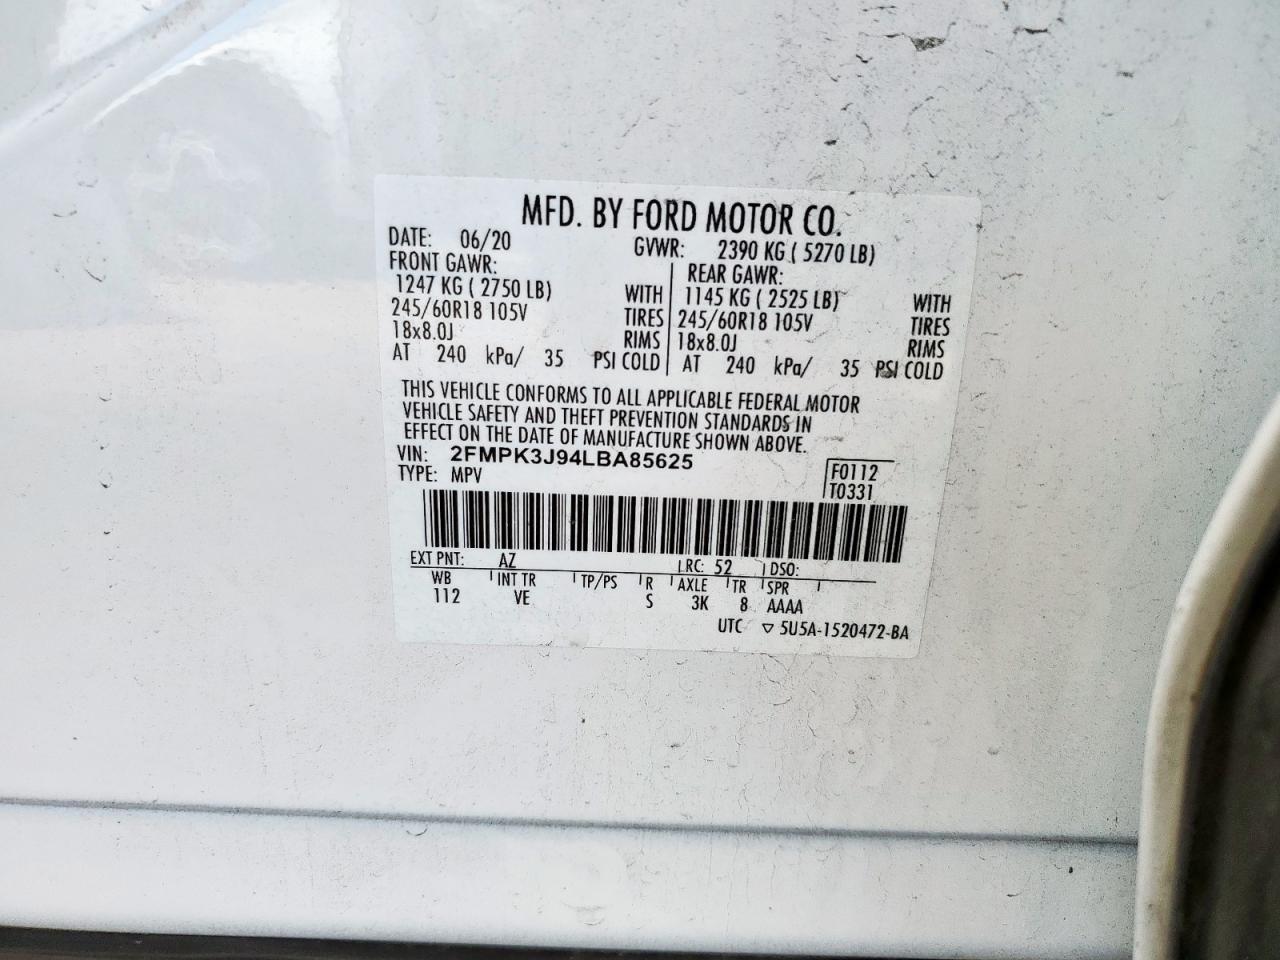 MFD. BY FORD MOTOR CO.
DATE: 06/20 GVWR: 2390 KG ( 5270 LB)
FRONT GAWR: REAR GAWR:
1247 KG ( 2750 LB) WITH 1145 KG ( 2525 LB) WITH
245/60R18 105V TIRES 245/60R18 105V TIRES
18x8.0J RIMS 18x8.0J RIMS
AT 240 kPa/ 35 PSI COLD AT 240 kPa/ 35 PSI COLD
THIS VEHICLE CONFORMS TO ALL APPLICABLE FEDERAL MOTOR
VEHICLE SAFETY AND THEFT PREVENTION STANDARDS IN
EFFECT ON THE DATE OF MANUFACTURE SHOWN ABOVE.
VIN: 2FMPK3J94LBA85625 F0112
TYPE: MPV T0331
EXT PNT: AZ RC: 52 DSO:
WB INT TR TP/PS R AXLE TR SPR
112 VE S 3K 8 AAAA
UTC ▽ 5U5A-1520472-BA